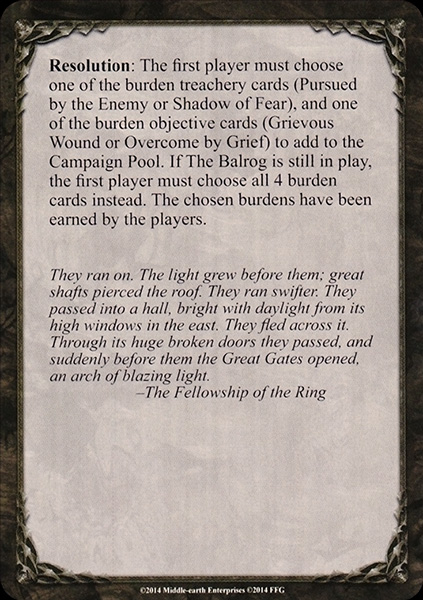 Resolution: The first player must choose
one of the burden treachery cards (Pursued
by the Enemy or Shadow of Fear), and one
of the burden objective cards (Grievous
Wound or Overcome by Grief) to add to the
Campaign Pool. If The Balrog is still in play,
the first player must choose all 4 burden
cards instead. The chosen burdens have been
earned by the players.
They ran on. The light grew before them; great
shafts pierced the roof. They ran swifter. They
passed into a hall, bright with daylight from its
high windows in the east. They fled across it.
Through its huge broken doors they passed, and
suddenly before them the Great Gates opened,
an arch of blazing light.
–The Fellowship of the Ring
©2014 Middle-earth Enterprises ©2014 FFG